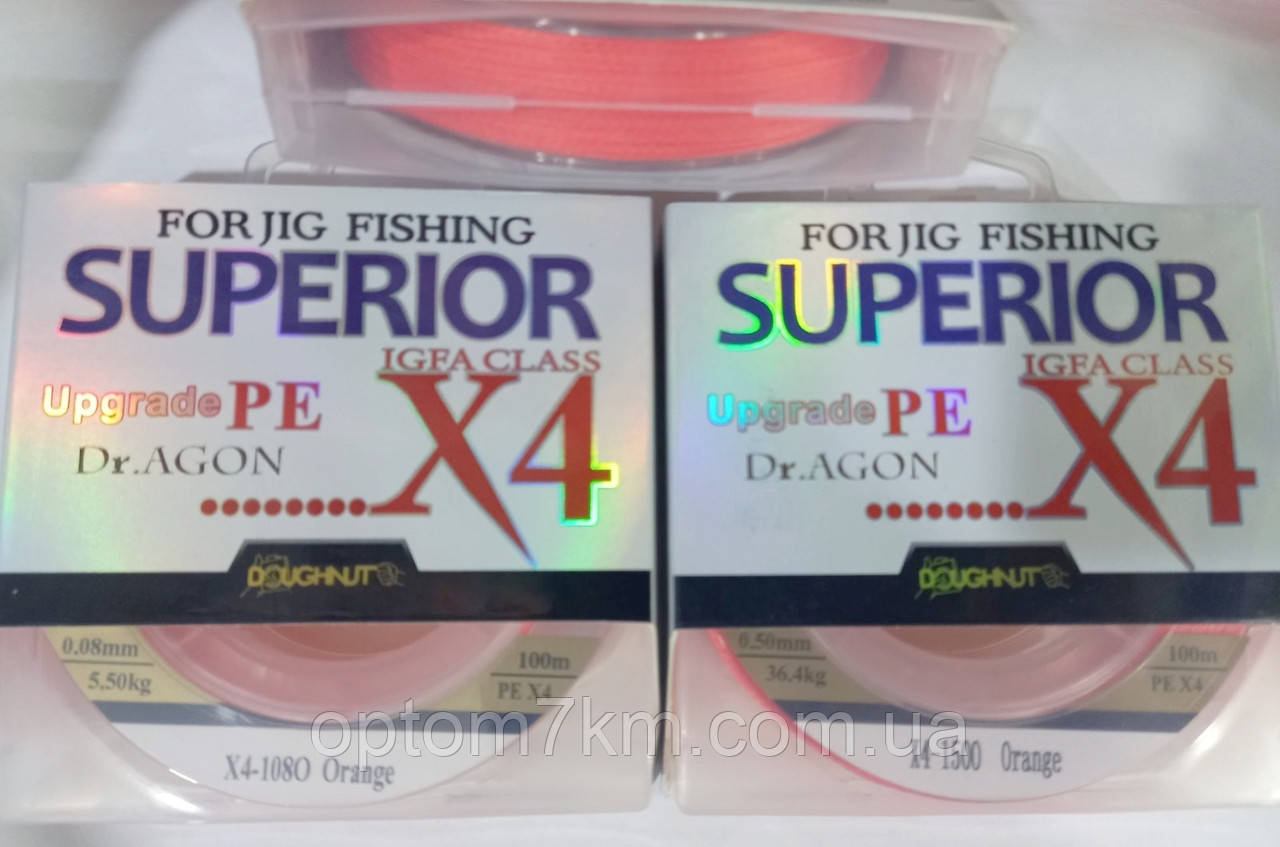 FOR JIG FISHING
SUPERIOR
IGFA CLASS
Upgrade PE
X4
Dr.AGON
DOUGHNUT
0.08mm
5,50kg
100m
PE X4
X4-108O Orange
FOR JIG FISHING
SUPERIOR
IGFA CLASS
Upgrade PE
X4
Dr.AGON
DOUGHNUT
0,50mm
36,4kg
100m
PE X4
X4-1500 Orange
optom7km.com.ua